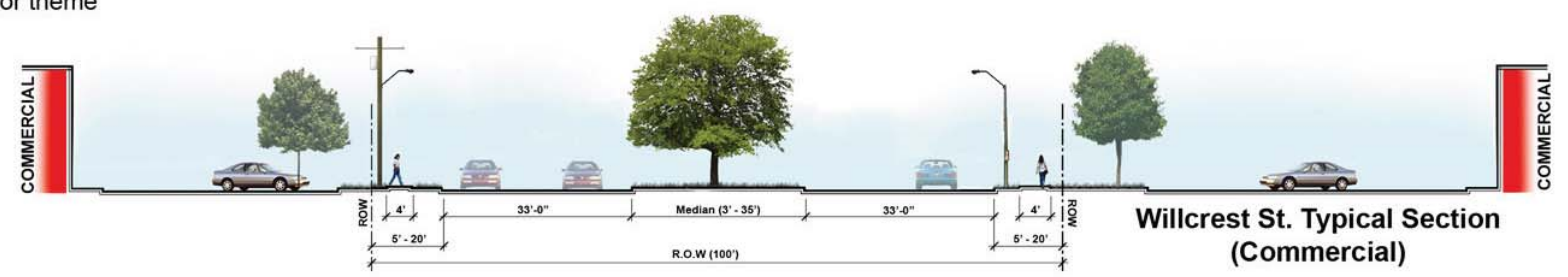 or theme
COMMERCIAL
COMMERCIAL
ROW
4'
33'-0"
Median (3' - 35')
33'-0"
4'
ROW
5' - 20'
5' - 20'
R.O.W (100')
Willcrest St. Typical Section
(Commercial)